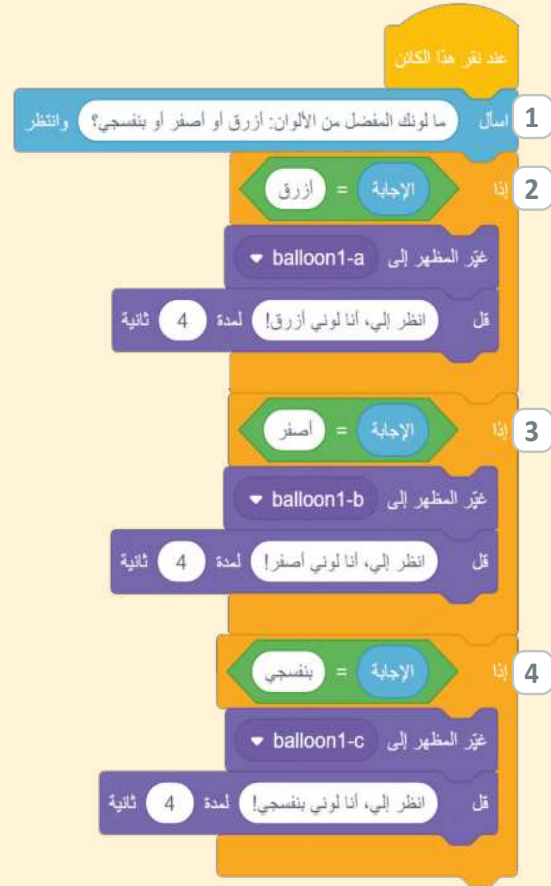 عند نقر هذا الكائن
1 اسأل ما لونك المفضل من الألوان: أزرق أو أصفر أو بنفسجي؟ وانتظر
2 إذا الإجابة = أزرق
غيّر المظهر إلى balloon1-a
قل انظر إلي، أنا لوني أزرق! لمدة 4 ثانية
3 إذا الإجابة = أصفر
غيّر المظهر إلى balloon1-b
قل انظر إلي، أنا لوني أصفر! لمدة 4 ثانية
4 إذا الإجابة = بنفسجي
غيّر المظهر إلى balloon1-c
قل انظر إلي، أنا لوني بنفسجي! لمدة 4 ثانية